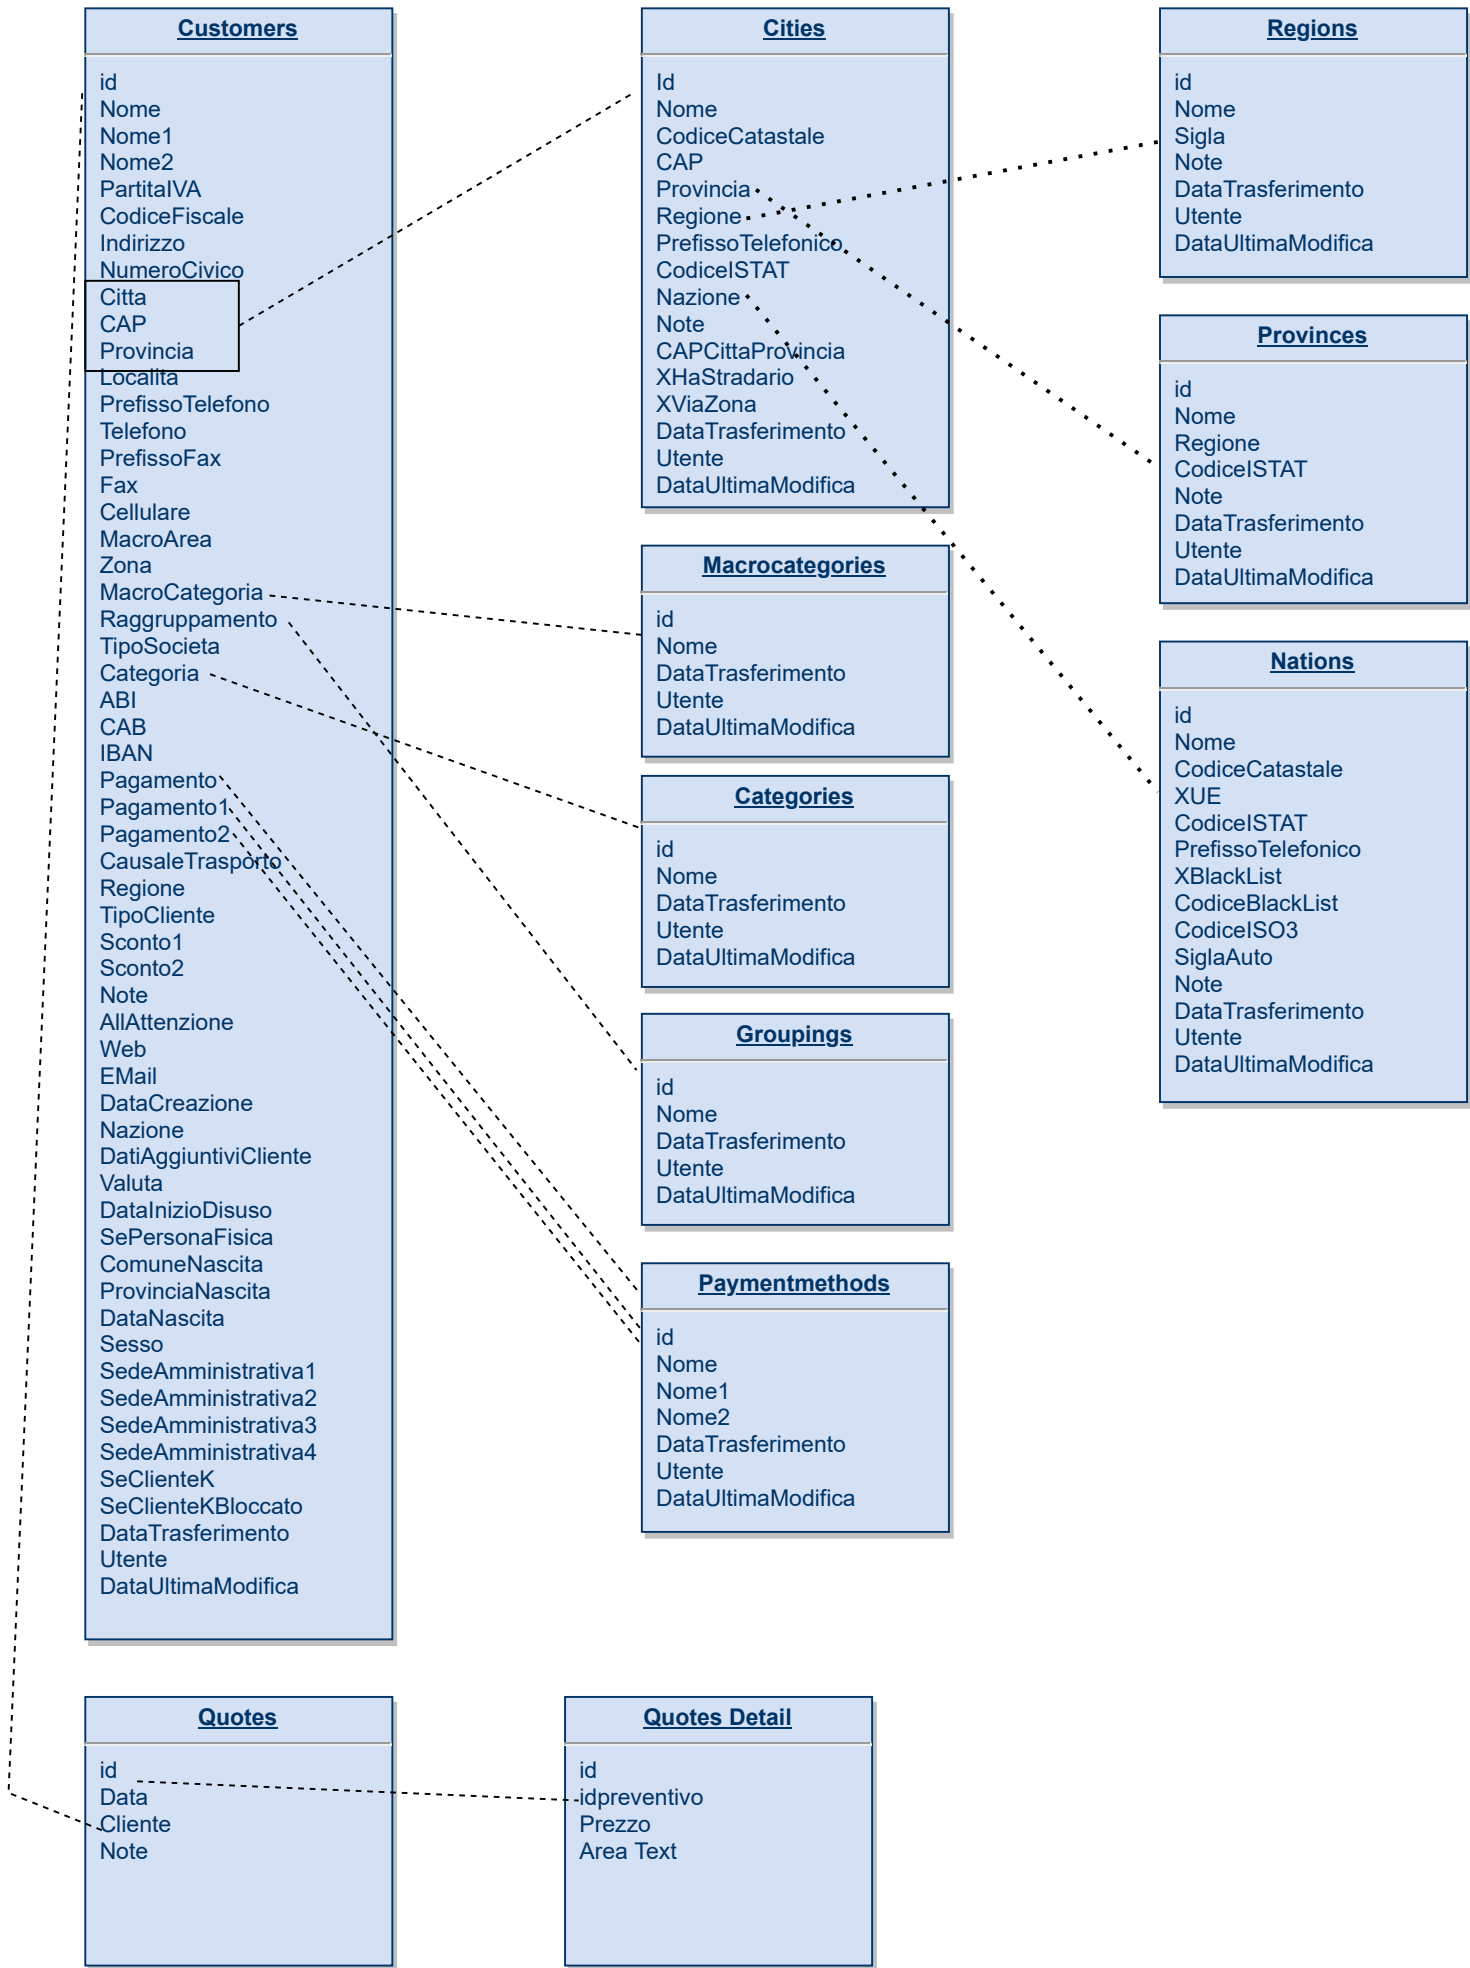 Customers
id
Nome
Nome1
Nome2
PartitaIVA
CodiceFiscale
Indirizzo
NumeroCivico
Citta
CAP
Provincia
Localita
PrefissoTelefono
Telefono
PrefissoFax
Fax
Cellulare
MacroArea
Zona
MacroCategoria
Raggruppamento
TipoSocieta
Categoria
ABI
CAB
IBAN
Pagamento
Pagamento1
Pagamento2
CausaleTrasporto
Regione
TipoCliente
Sconto1
Sconto2
Note
AllAttenzione
Web
EMail
DataCreazione
Nazione
DatiAggiuntiviCliente
Valuta
DataInizioDisuso
SePersonaFisica
ComuneNascita
ProvinciaNascita
DataNascita
Sesso
SedeAmministrativa1
SedeAmministrativa2
SedeAmministrativa3
SedeAmministrativa4
SeClienteK
SeClienteKBloccato
DataTrasferimento
Utente
DataUltimaModifica
Cities
Id
Nome
CodiceCatastale
CAP
Provincia
Regione
PrefissoTelefonico
CodiceISTAT
Nazione
Note
CAPCittaProvincia
XHaStradario
XViaZona
DataTrasferimento
Utente
DataUltimaModifica
Macrocategories
id
Nome
DataTrasferimento
Utente
DataUltimaModifica
Categories
id
Nome
DataTrasferimento
Utente
DataUltimaModifica
Groupings
id
Nome
DataTrasferimento
Utente
DataUltimaModifica
Paymentmethods
id
Nome
Nome1
Nome2
DataTrasferimento
Utente
DataUltimaModifica
Regions
id
Nome
Sigla
Note
DataTrasferimento
Utente
DataUltimaModifica
Provinces
id
Nome
Regione
CodiceISTAT
Note
DataTrasferimento
Utente
DataUltimaModifica
Nations
id
Nome
CodiceCatastale
XUE
CodiceISTAT
PrefissoTelefonico
XBlackList
CodiceBlackList
CodiceISO3
SiglaAuto
Note
DataTrasferimento
Utente
DataUltimaModifica
Quotes
id
Data
Cliente
Note
Quotes Detail
id
idpreventivo
Prezzo
Area Text